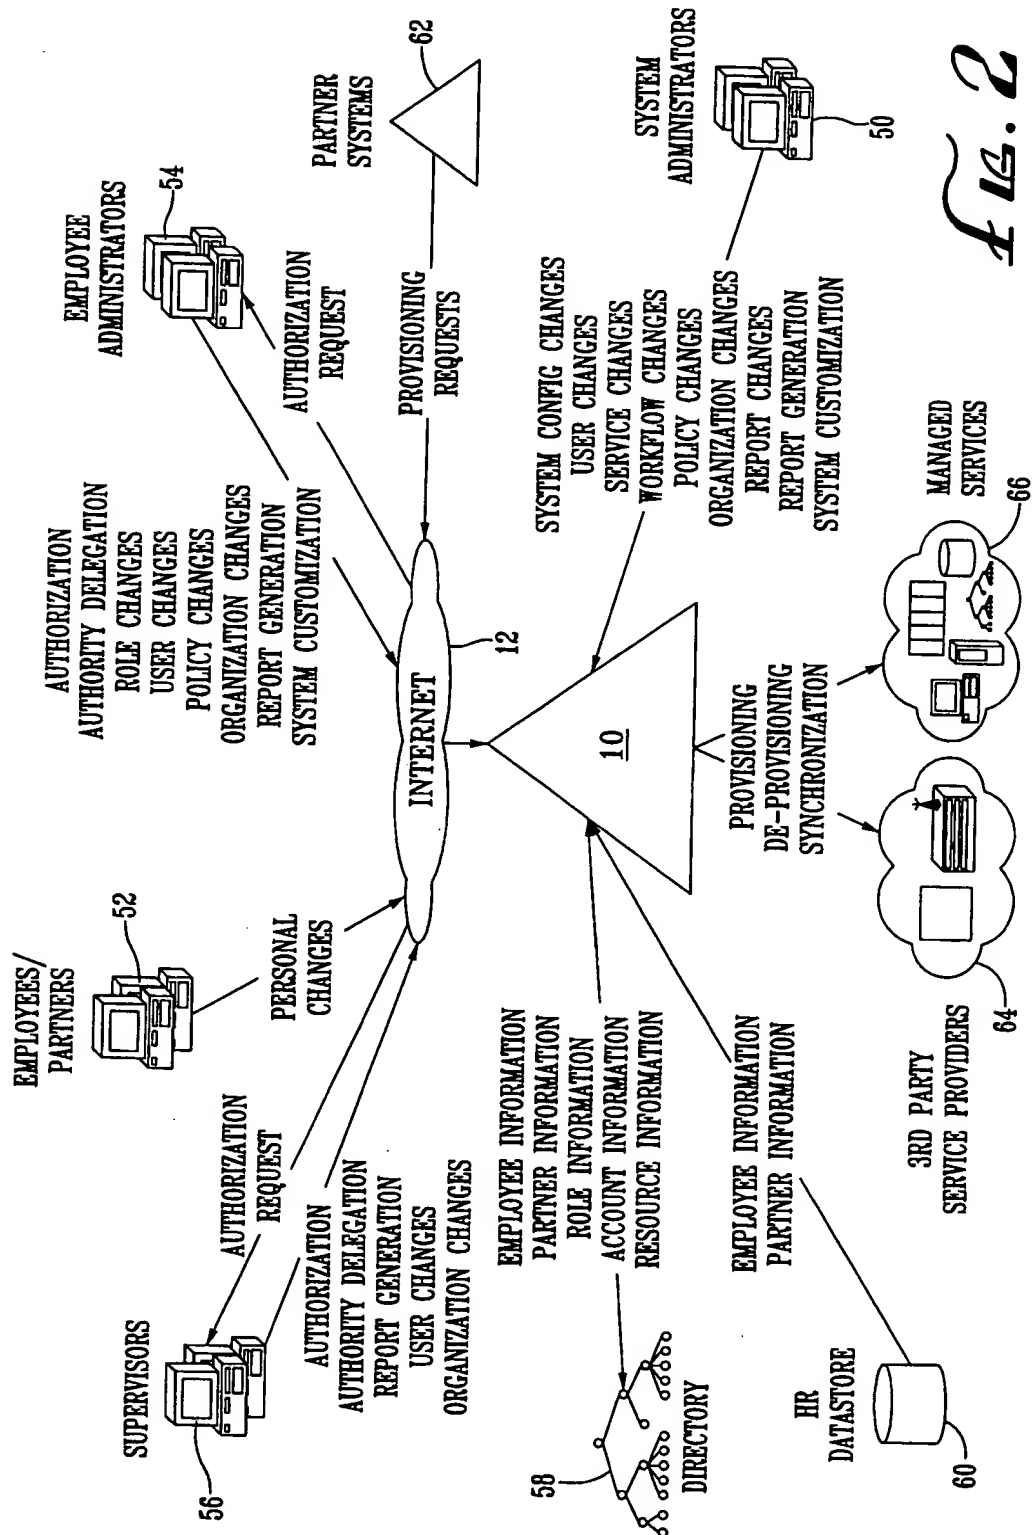 SUPERVISORS
56
AUTHORIZATION
REQUEST
AUTHORIZATION
AUTHORITY DELEGATION
REPORT GENERATION
USER CHANGES
ORGANIZATION CHANGES
EMPLOYEES/
PARTNERS
52
PERSONAL
CHANGES
AUTHORIZATION
AUTHORITY DELEGATION
ROLE CHANGES
USER CHANGES
POLICY CHANGES
ORGANIZATION CHANGES
REPORT GENERATION
SYSTEM CUSTOMIZATION
EMPLOYEE
ADMINISTRATORS
54
AUTHORIZATION
REQUEST
PARTNER
SYSTEMS
62
PROVISIONING
REQUESTS
INTERNET
12
58
DIRECTORY
EMPLOYEE INFORMATION
PARTNER INFORMATION
ROLE INFORMATION
ACCOUNT INFORMATION
RESOURCE INFORMATION
10
SYSTEM CONFIG CHANGES
USER CHANGES
SERVICE CHANGES
WORKFLOW CHANGES
POLICY CHANGES
ORGANIZATION CHANGES
REPORT CHANGES
REPORT GENERATION
SYSTEM CUSTOMIZATION
SYSTEM
ADMINISTRATORS
50
HR
DATASTORE
60
EMPLOYEE INFORMATION
PARTNER INFORMATION
PROVISIONING
DE-PROVISIONING
SYNCHRONIZATION
3RD PARTY
SERVICE PROVIDERS
64
MANAGED
SERVICES
66
FIG. 2